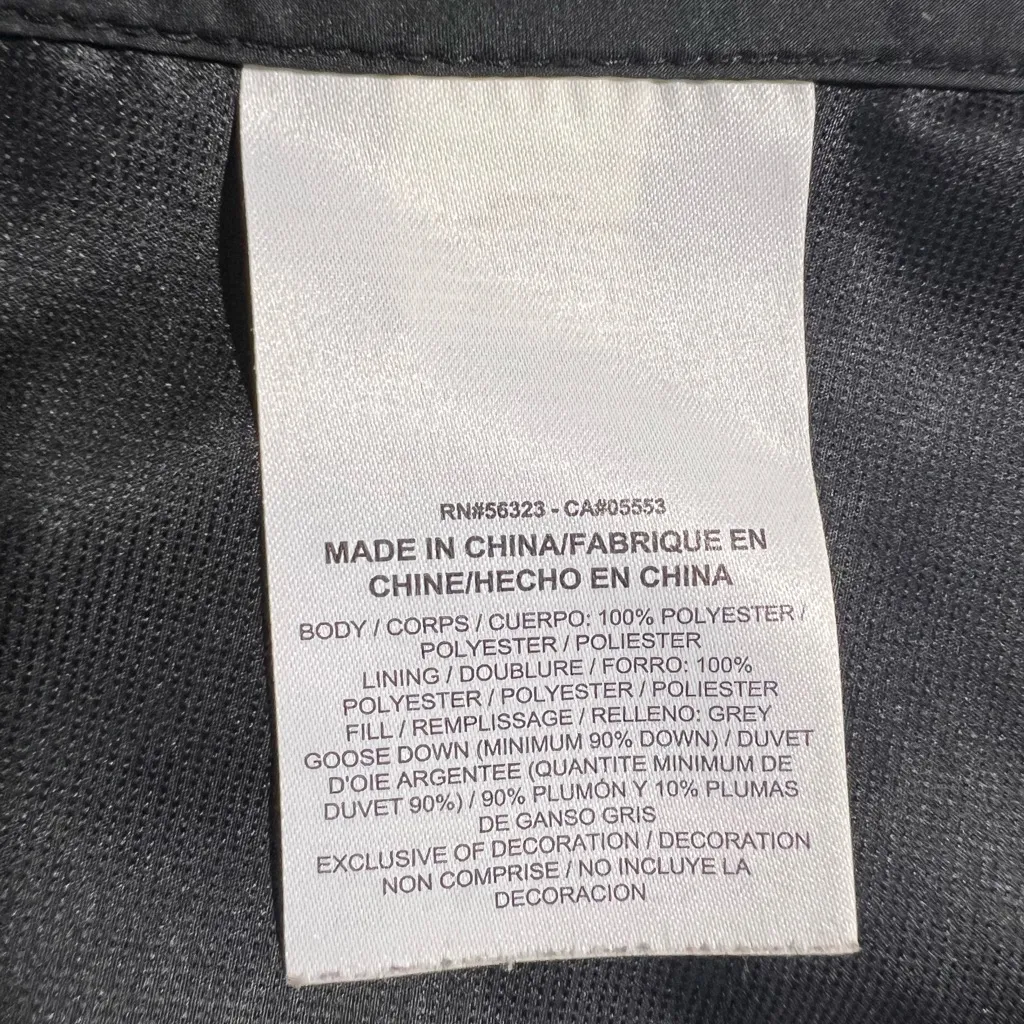 RN#56323 - CA#05553
MADE IN CHINA/FABRIQUE EN
CHINE/HECHO EN CHINA
BODY / CORPS / CUERPO: 100% POLYESTER /
POLYESTER / POLIESTER
LINING / DOUBLURE / FORRO: 100%
POLYESTER / POLYESTER / POLIESTER
FILL / REMPLISSAGE / RELLENO: GREY
GOOSE DOWN (MINIMUM 90% DOWN) / DUVET
D'OIE ARGENTEE (QUANTITE MINIMUM DE
DUVET 90%) / 90% PLUMÓN Y 10% PLUMAS
DE GANSO GRIS
EXCLUSIVE OF DECORATION / DECORATION
NON COMPRISE / NO INCLUYE LA
DECORACION